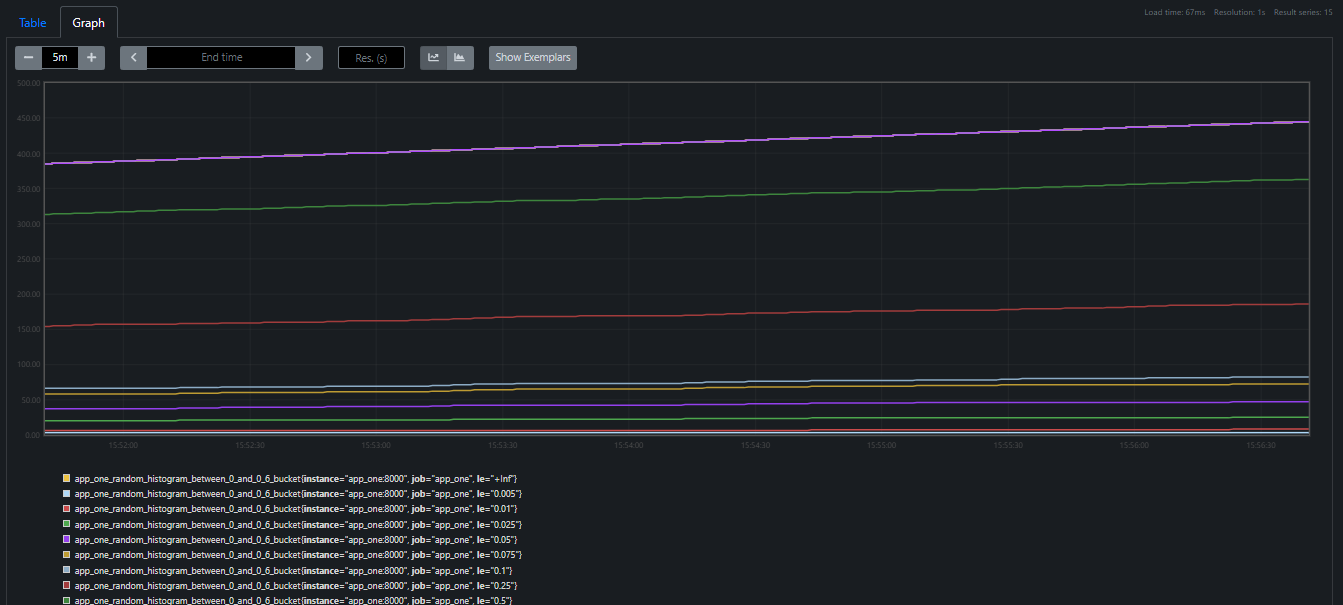 Load time: 67ms Resolution: 1s Result series: 15
Table Graph
5m End time Res. (s) Show Exemplars
500.00
450.00
400.00
350.00
300.00
250.00
200.00
150.00
100.00
50.00
0.00
15:52:00 15:52:30 15:53:00 15:53:30 15:54:00 15:54:30 15:55:00 15:55:30 15:56:00 15:56:30
app_one_random_histogram_between_0_and_0_6_bucket{instance="app_one:8000", job="app_one", le="+Inf"}
app_one_random_histogram_between_0_and_0_6_bucket{instance="app_one:8000", job="app_one", le="0.005"}
app_one_random_histogram_between_0_and_0_6_bucket{instance="app_one:8000", job="app_one", le="0.01"}
app_one_random_histogram_between_0_and_0_6_bucket{instance="app_one:8000", job="app_one", le="0.025"}
app_one_random_histogram_between_0_and_0_6_bucket{instance="app_one:8000", job="app_one", le="0.05"}
app_one_random_histogram_between_0_and_0_6_bucket{instance="app_one:8000", job="app_one", le="0.075"}
app_one_random_histogram_between_0_and_0_6_bucket{instance="app_one:8000", job="app_one", le="0.1"}
app_one_random_histogram_between_0_and_0_6_bucket{instance="app_one:8000", job="app_one", le="0.25"}
app_one_random_histogram_between_0_and_0_6_bucket{instance="app_one:8000", job="app_one", le="0.5"}